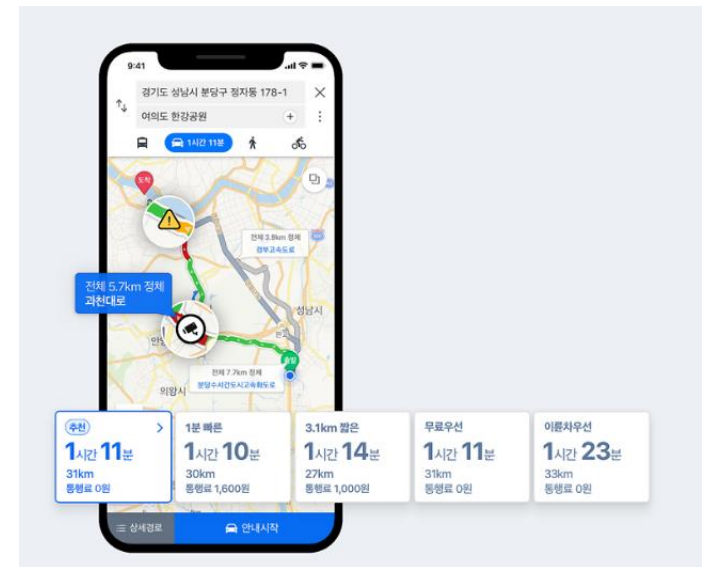 9:41
경기도 성남시 분당구 정자동 178-1
여의도 한강공원
1시간 11분
도착
전체 3.8km 정체
경부고속도로
전체 5.7km 정체
과천대로
성남시
출발
전체 7.7km 정체
분당수서간도시고속화도로
의왕시
추천
1시간 11분
31km
통행료 0원
1분 빠른
1시간 10분
30km
통행료 1,600원
3.1km 짧은
1시간 14분
27km
통행료 1,000원
무료우선
1시간 11분
31km
통행료 0원
이륜차우선
1시간 23분
33km
통행료 0원
상세경로
안내시작